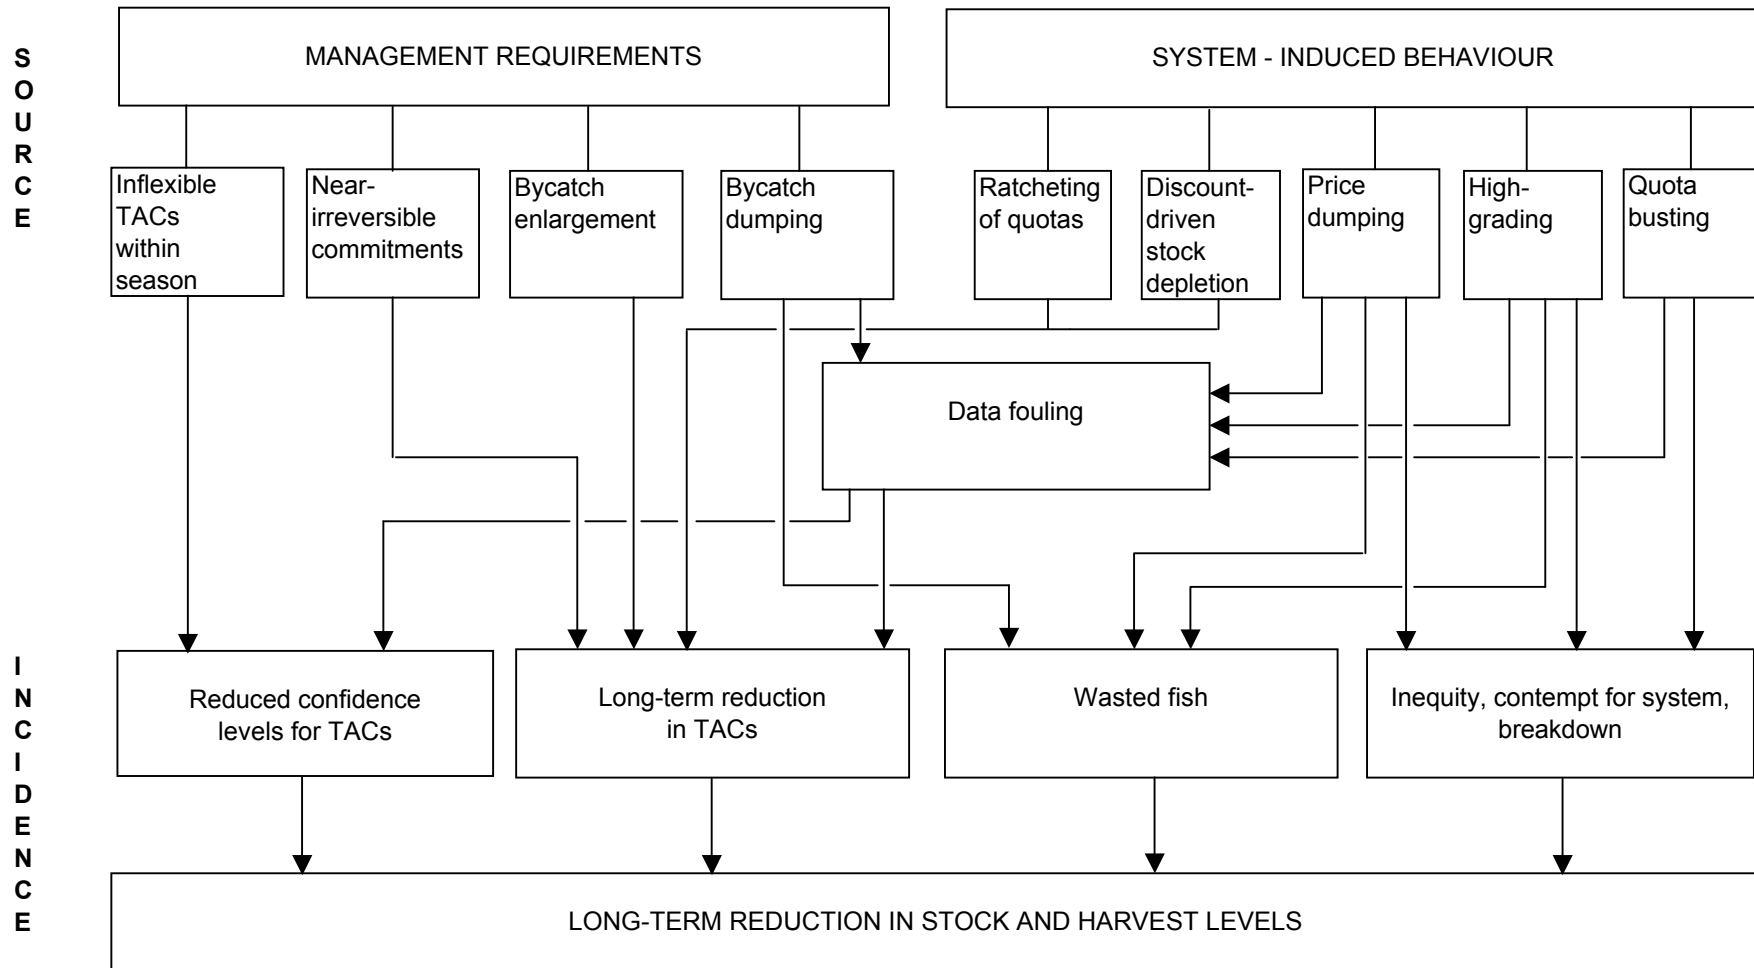 SOURCE
MANAGEMENT REQUIREMENTS
SYSTEM - INDUCED BEHAVIOUR
Inflexible
TACs
within
season
Near-
irreversible
commitments
Bycatch
enlargement
Bycatch
dumping
Ratcheting
of quotas
Discount-
driven
stock
depletion
Price
dumping
High-
grading
Quota
busting
Data fouling
INCIDENCE
Reduced confidence
levels for TACs
Long-term reduction
in TACs
Wasted fish
Inequity, contempt for system,
breakdown
LONG-TERM REDUCTION IN STOCK AND HARVEST LEVELS